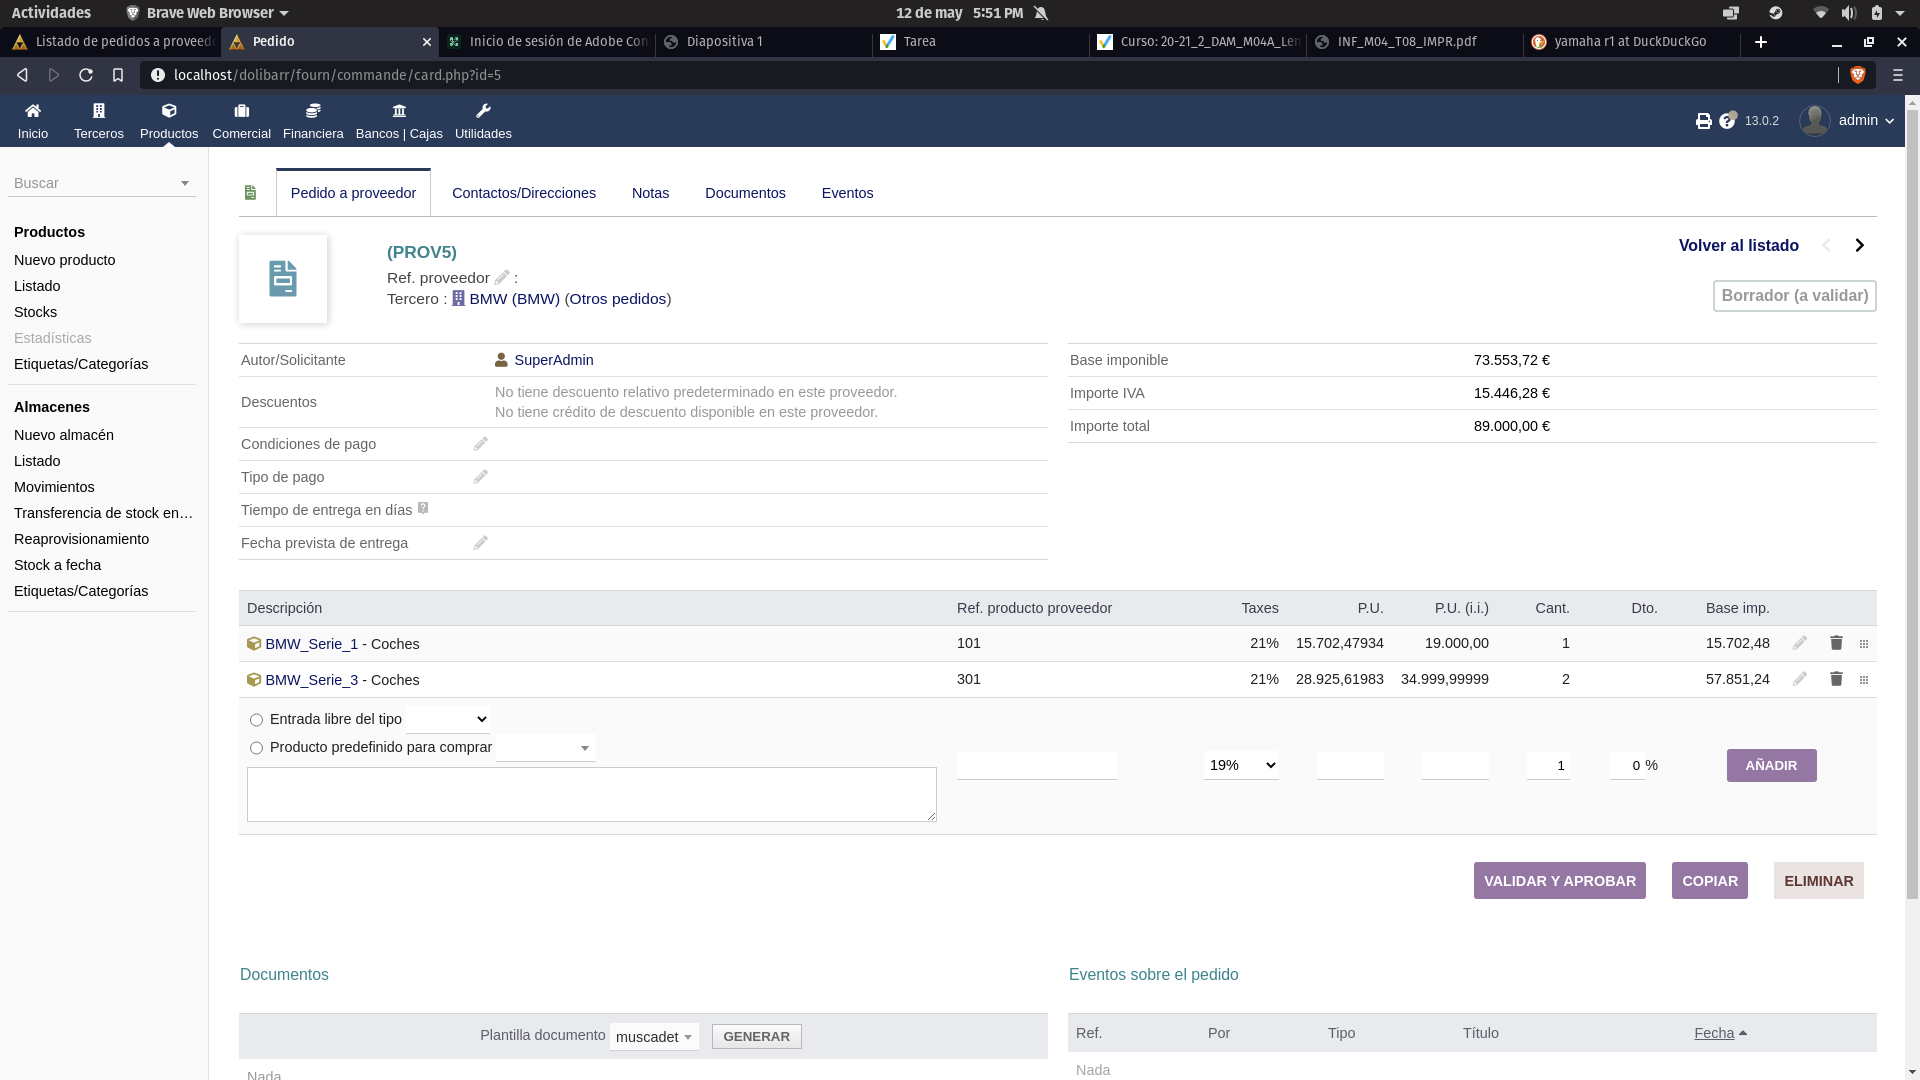 Actividades
Brave Web Browser
12 de may 5:51 PM
Listado de pedidos a proveed
Pedido
Inicio de sesión de Adobe Con
Diapositiva 1
Tarea
Curso: 20-21_2_DAM_M04A_Len
INF_M04_T08_IMPR.pdf
yamaha r1 at DuckDuckGo
localhost/dolibarr/fourn/commande/card.php?id=5
Inicio
Terceros
Productos
Comercial
Financiera
Bancos | Cajas
Utilidades
13.0.2
admin
Buscar
Productos
Nuevo producto
Listado
Stocks
Estadísticas
Etiquetas/Categorías
Almacenes
Nuevo almacén
Listado
Movimientos
Transferencia de stock en…
Reaprovisionamiento
Stock a fecha
Etiquetas/Categorías
Pedido a proveedor
Contactos/Direcciones
Notas
Documentos
Eventos
(PROV5)
Ref. proveedor :
Tercero : BMW (BMW) (Otros pedidos)
Volver al listado
Borrador (a validar)
Autor/Solicitante SuperAdmin
Descuentos No tiene descuento relativo predeterminado en este proveedor.
No tiene crédito de descuento disponible en este proveedor.
Condiciones de pago
Tipo de pago
Tiempo de entrega en días ?
Fecha prevista de entrega
Base imponible 73.553,72 €
Importe IVA 15.446,28 €
Importe total 89.000,00 €
Descripción Ref. producto proveedor Taxes P.U. P.U. (i.i.) Cant. Dto. Base imp.
BMW_Serie_1 - Coches 101 21% 15.702,47934 19.000,00 1 15.702,48
BMW_Serie_3 - Coches 301 21% 28.925,61983 34.999,99999 2 57.851,24
Entrada libre del tipo
Producto predefinido para comprar
19% 1 0 % AÑADIR
VALIDAR Y APROBAR COPIAR ELIMINAR
Documentos
Plantilla documento muscadet GENERAR
Nada
Eventos sobre el pedido
Ref. Por Tipo Título Fecha
Nada